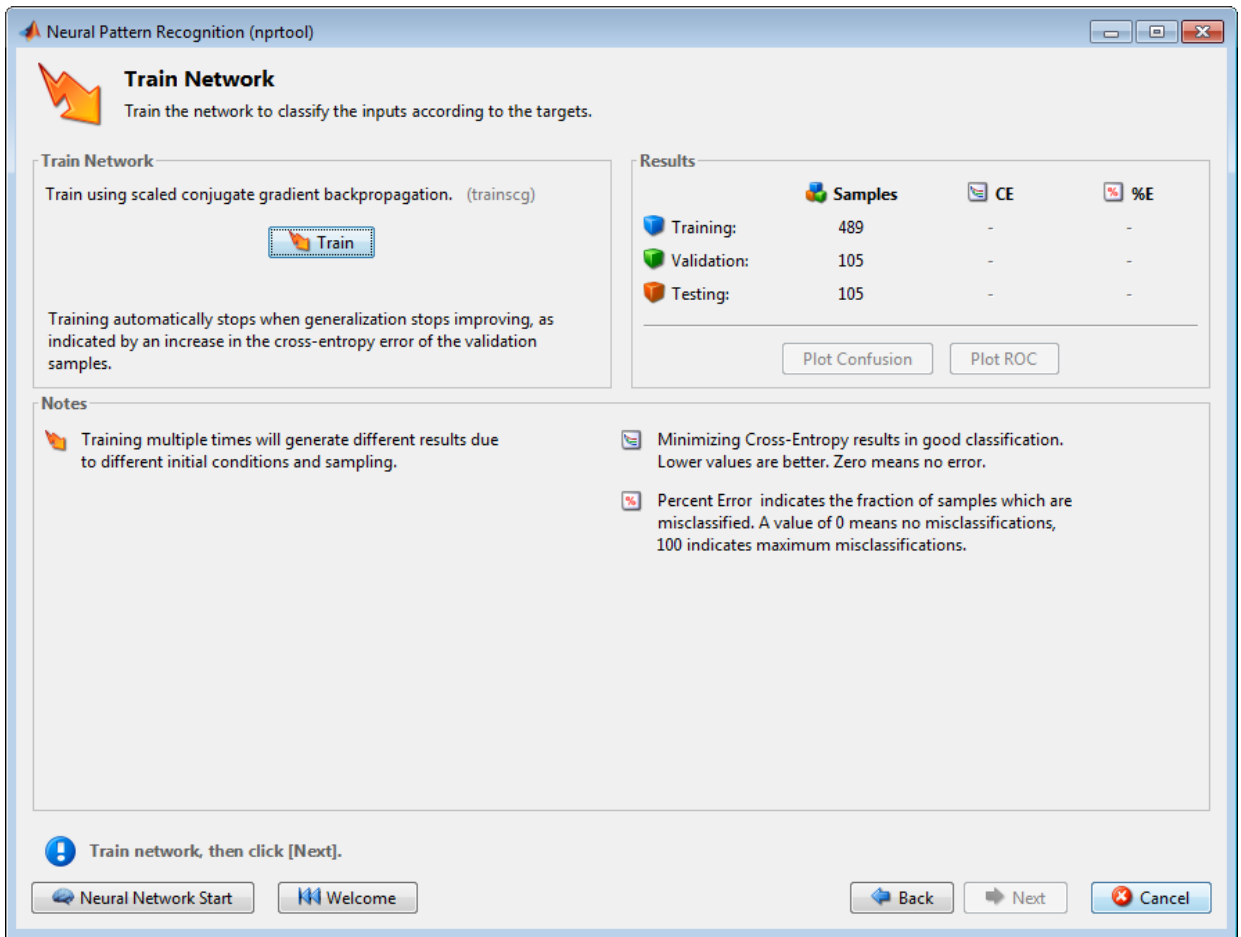 Neural Pattern Recognition (nprtool)
Train Network
Train the network to classify the inputs according to the targets.
Train Network
Train using scaled conjugate gradient backpropagation. (trainscg)
Train
Training automatically stops when generalization stops improving, as
indicated by an increase in the cross-entropy error of the validation
samples.
Results
Samples CE %E
Training: 489 - -
Validation: 105 - -
Testing: 105 - -
Plot Confusion Plot ROC
Notes
Training multiple times will generate different results due
to different initial conditions and sampling.
Minimizing Cross-Entropy results in good classification.
Lower values are better. Zero means no error.
Percent Error indicates the fraction of samples which are
misclassified. A value of 0 means no misclassifications,
100 indicates maximum misclassifications.
Train network, then click [Next].
Neural Network Start Welcome Back Next Cancel